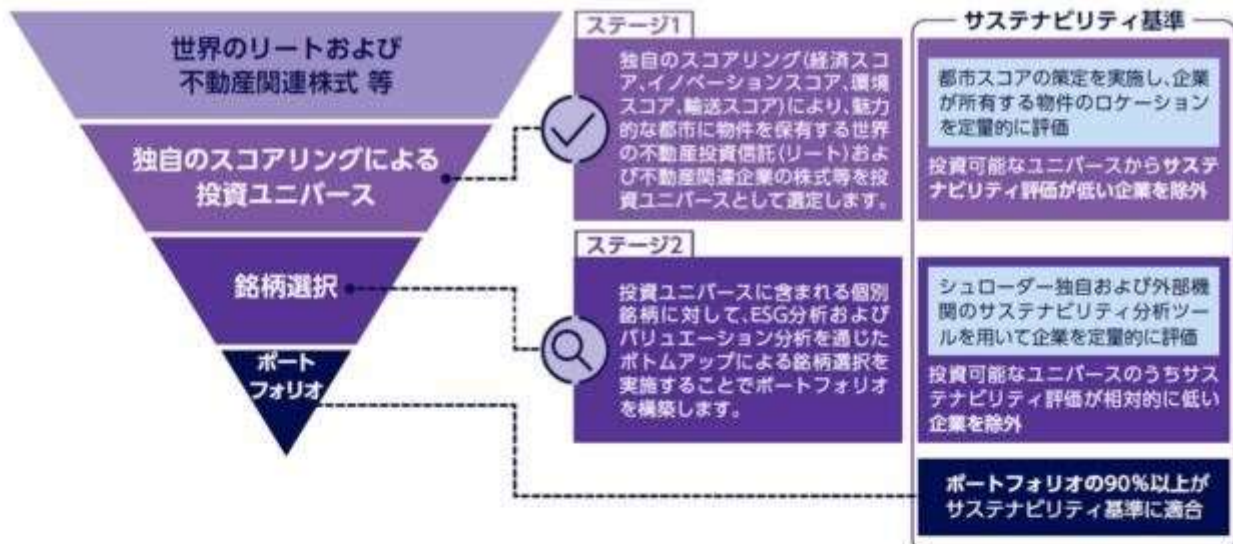 世界のリートおよび
不動産関連株式 等
独自のスコアリングによる
投資ユニバース
銘柄選択
ポート
フォリオ
ステージ1
独自のスコアリング(経済スコ
ア、イノベーションスコア、環境
スコア、輸送スコア)により、魅力
的な都市に物件を保有する世界
の不動産投資信託(リート)およ
び不動産関連企業の株式等を投
資ユニバースとして選定します。
ステージ2
投資ユニバースに含まれる個別
銘柄に対して、ESG分析および
バリュエーション分析を通じた
ボトムアップによる銘柄選択を
実施することでポートフォリオ
を構築します。
サステナビリティ基準
都市スコアの策定を実施し、企業
が所有する物件のロケーション
を定量的に評価
投資可能なユニバースからサステ
ナビリティ評価が低い企業を除外
シュローダー独自および外部機
関のサステナビリティ分析ツー
ルを用いて企業を定量的に評価
投資可能なユニバースのうちサス
テナビリティ評価が相対的に低い
企業を除外
ポートフォリオの90%以上が
サステナビリティ基準に適合